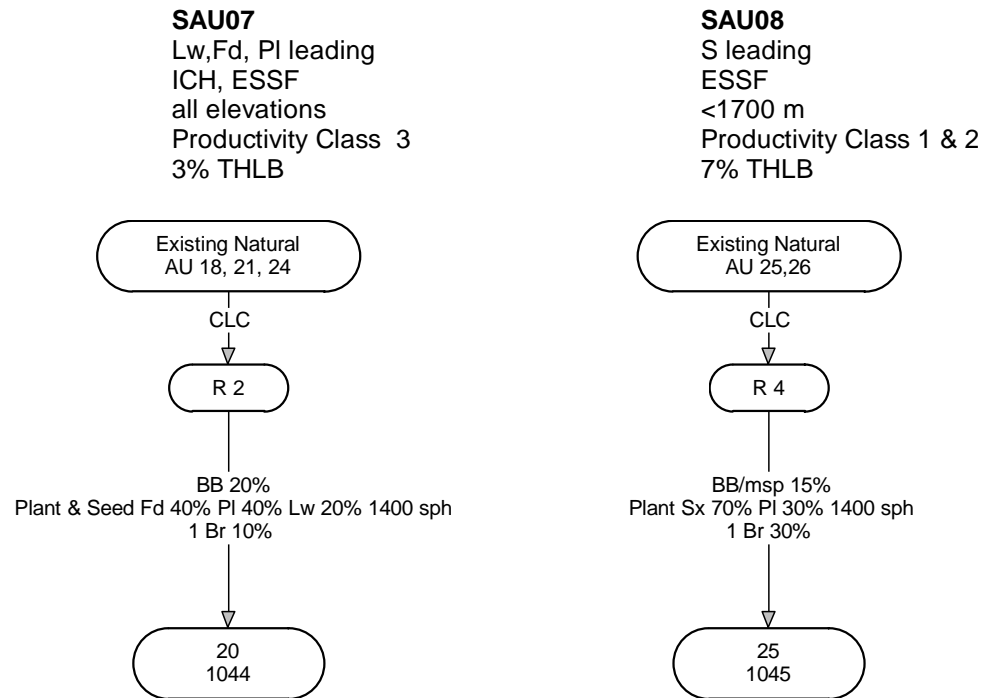 SAU07
Lw,Fd, Pl leading
ICH, ESSF
all elevations
Productivity Class 3
3% THLB
Existing Natural
AU 18, 21, 24
CLC
R 2
BB 20%
Plant & Seed Fd 40% Pl 40% Lw 20% 1400 sph
1 Br 10%
20
1044
SAU08
S leading
ESSF
<1700 m
Productivity Class 1 & 2
7% THLB
Existing Natural
AU 25,26
CLC
R 4
BB/msp 15%
Plant Sx 70% Pl 30% 1400 sph
1 Br 30%
25
1045